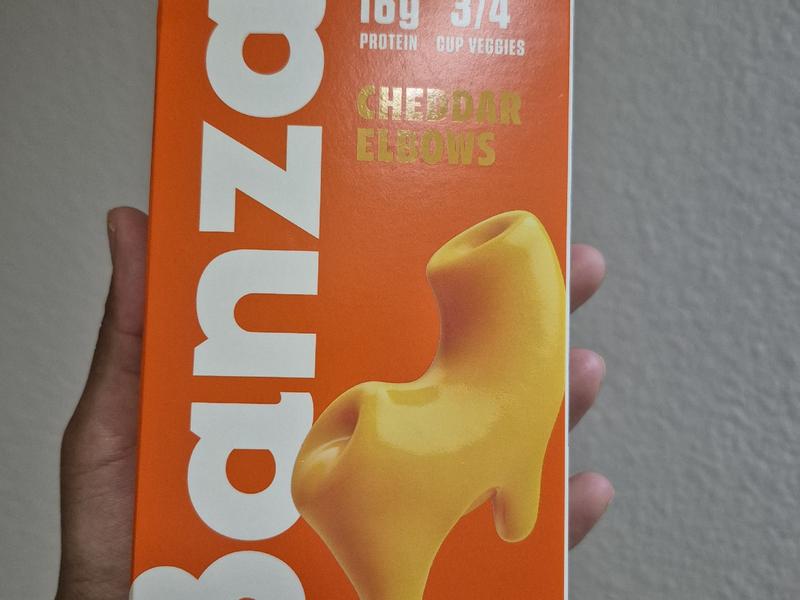 Banza
16g 3/4
PROTEIN CUP VEGGIES
CHEDDAR
ELBOWS